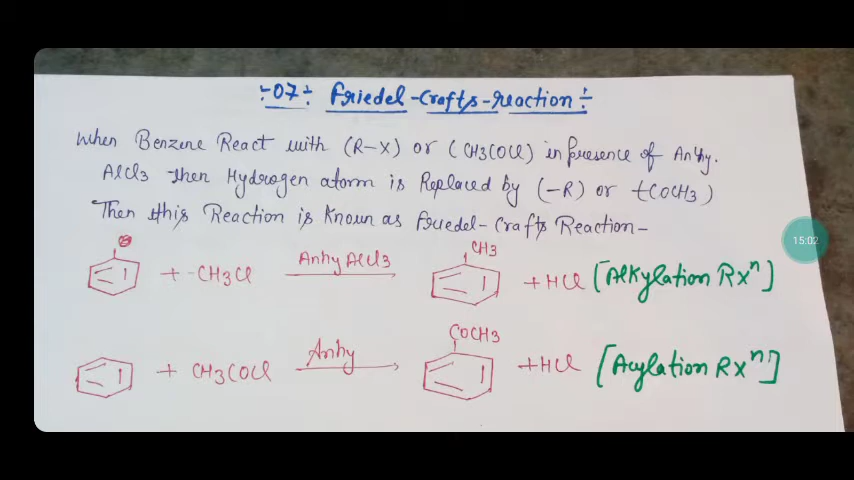 ÷07÷ Friedel-Crafts-reaction÷
When Benzene React with (R-X) or (CH3COCl) in presence of Anhy.
AlCl3 then Hydrogen atorm is Replaced by (-R) or (COCH3)
Then this Reaction is Known as Friedel-Crafts Reaction-
CH3
+ CH3Cl Anhy AlCl3 + HCl [Alkylation Rxn]
COCH3
+ CH3COCl Anhy + HCl [Acylation Rxn]
15:02